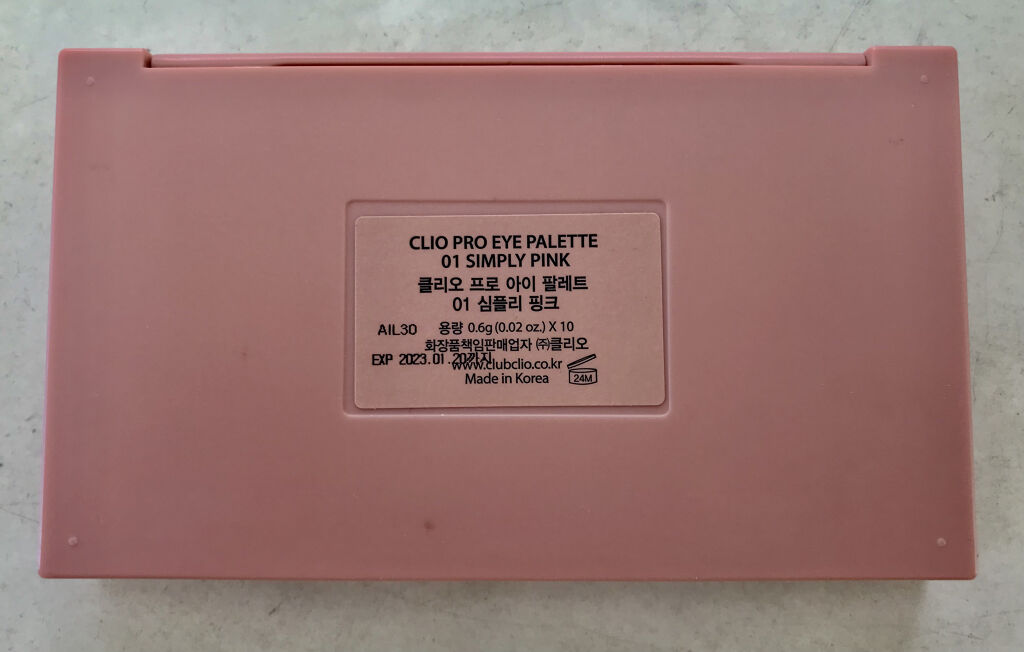 CLIO PRO EYE PALETTE
01 SIMPLY PINK
클리오 프로 아이 팔레트
01 심플리 핑크
AIL30 용량 0.6g (0.02 oz.) X 10
화장품책임판매업자 ㈜클리오
EXP 2023.01.20까지
www.clubclio.co.kr
Made in Korea 24M